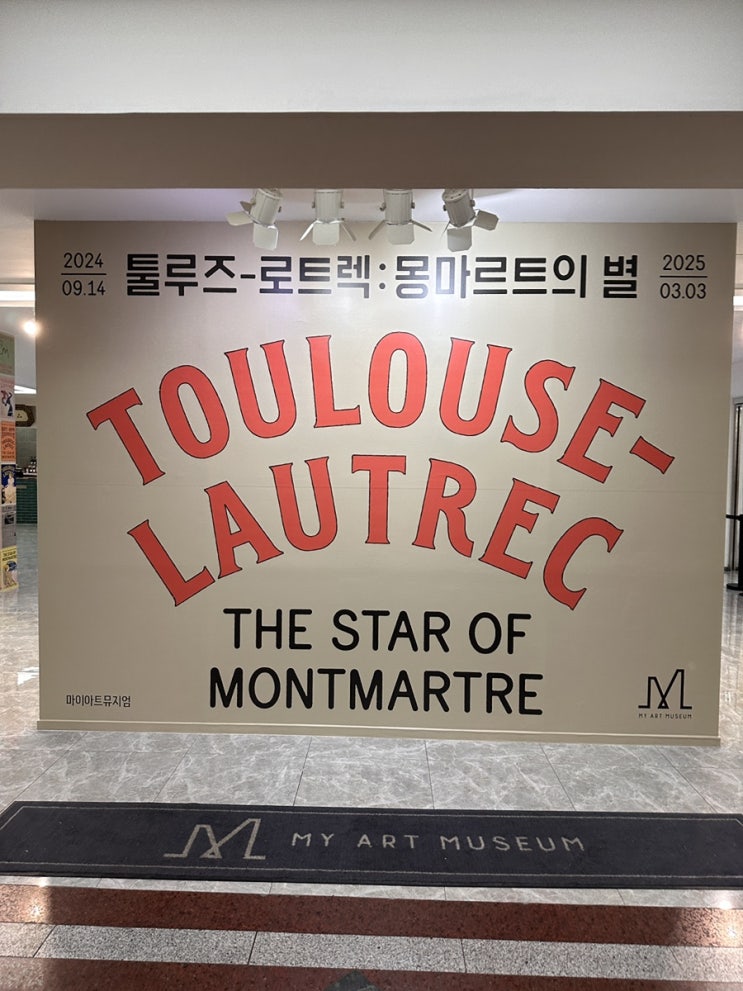 2024
09.14
툴루즈-로트렉:몽마르트의 별
2025
03.03
TOULOUSE-
LAUTREC
THE STAR OF
MONTMARTRE
마이아트뮤지엄
MY ART MUSEUM
MY ART MUSEUM